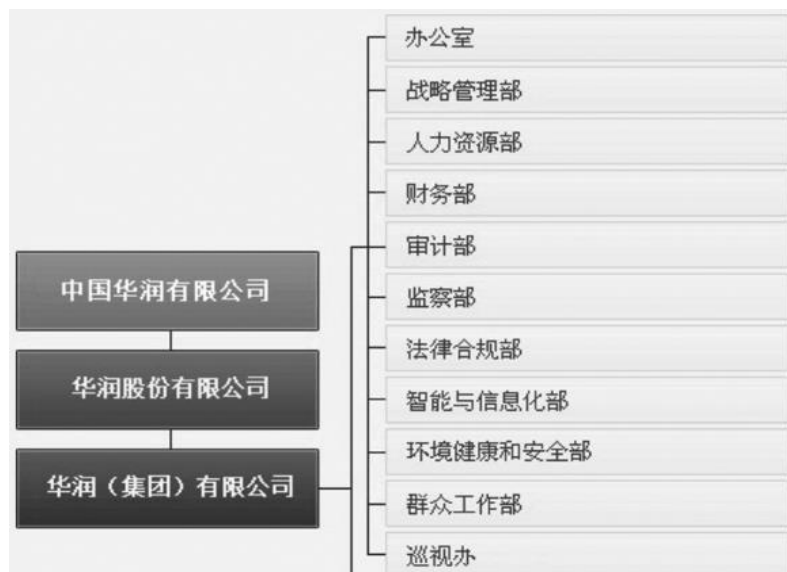 中国华润有限公司
华润股份有限公司
华润（集团）有限公司
办公室
战略管理部
人力资源部
财务部
审计部
监察部
法律合规部
智能与信息化部
环境健康和安全部
群众工作部
巡视办